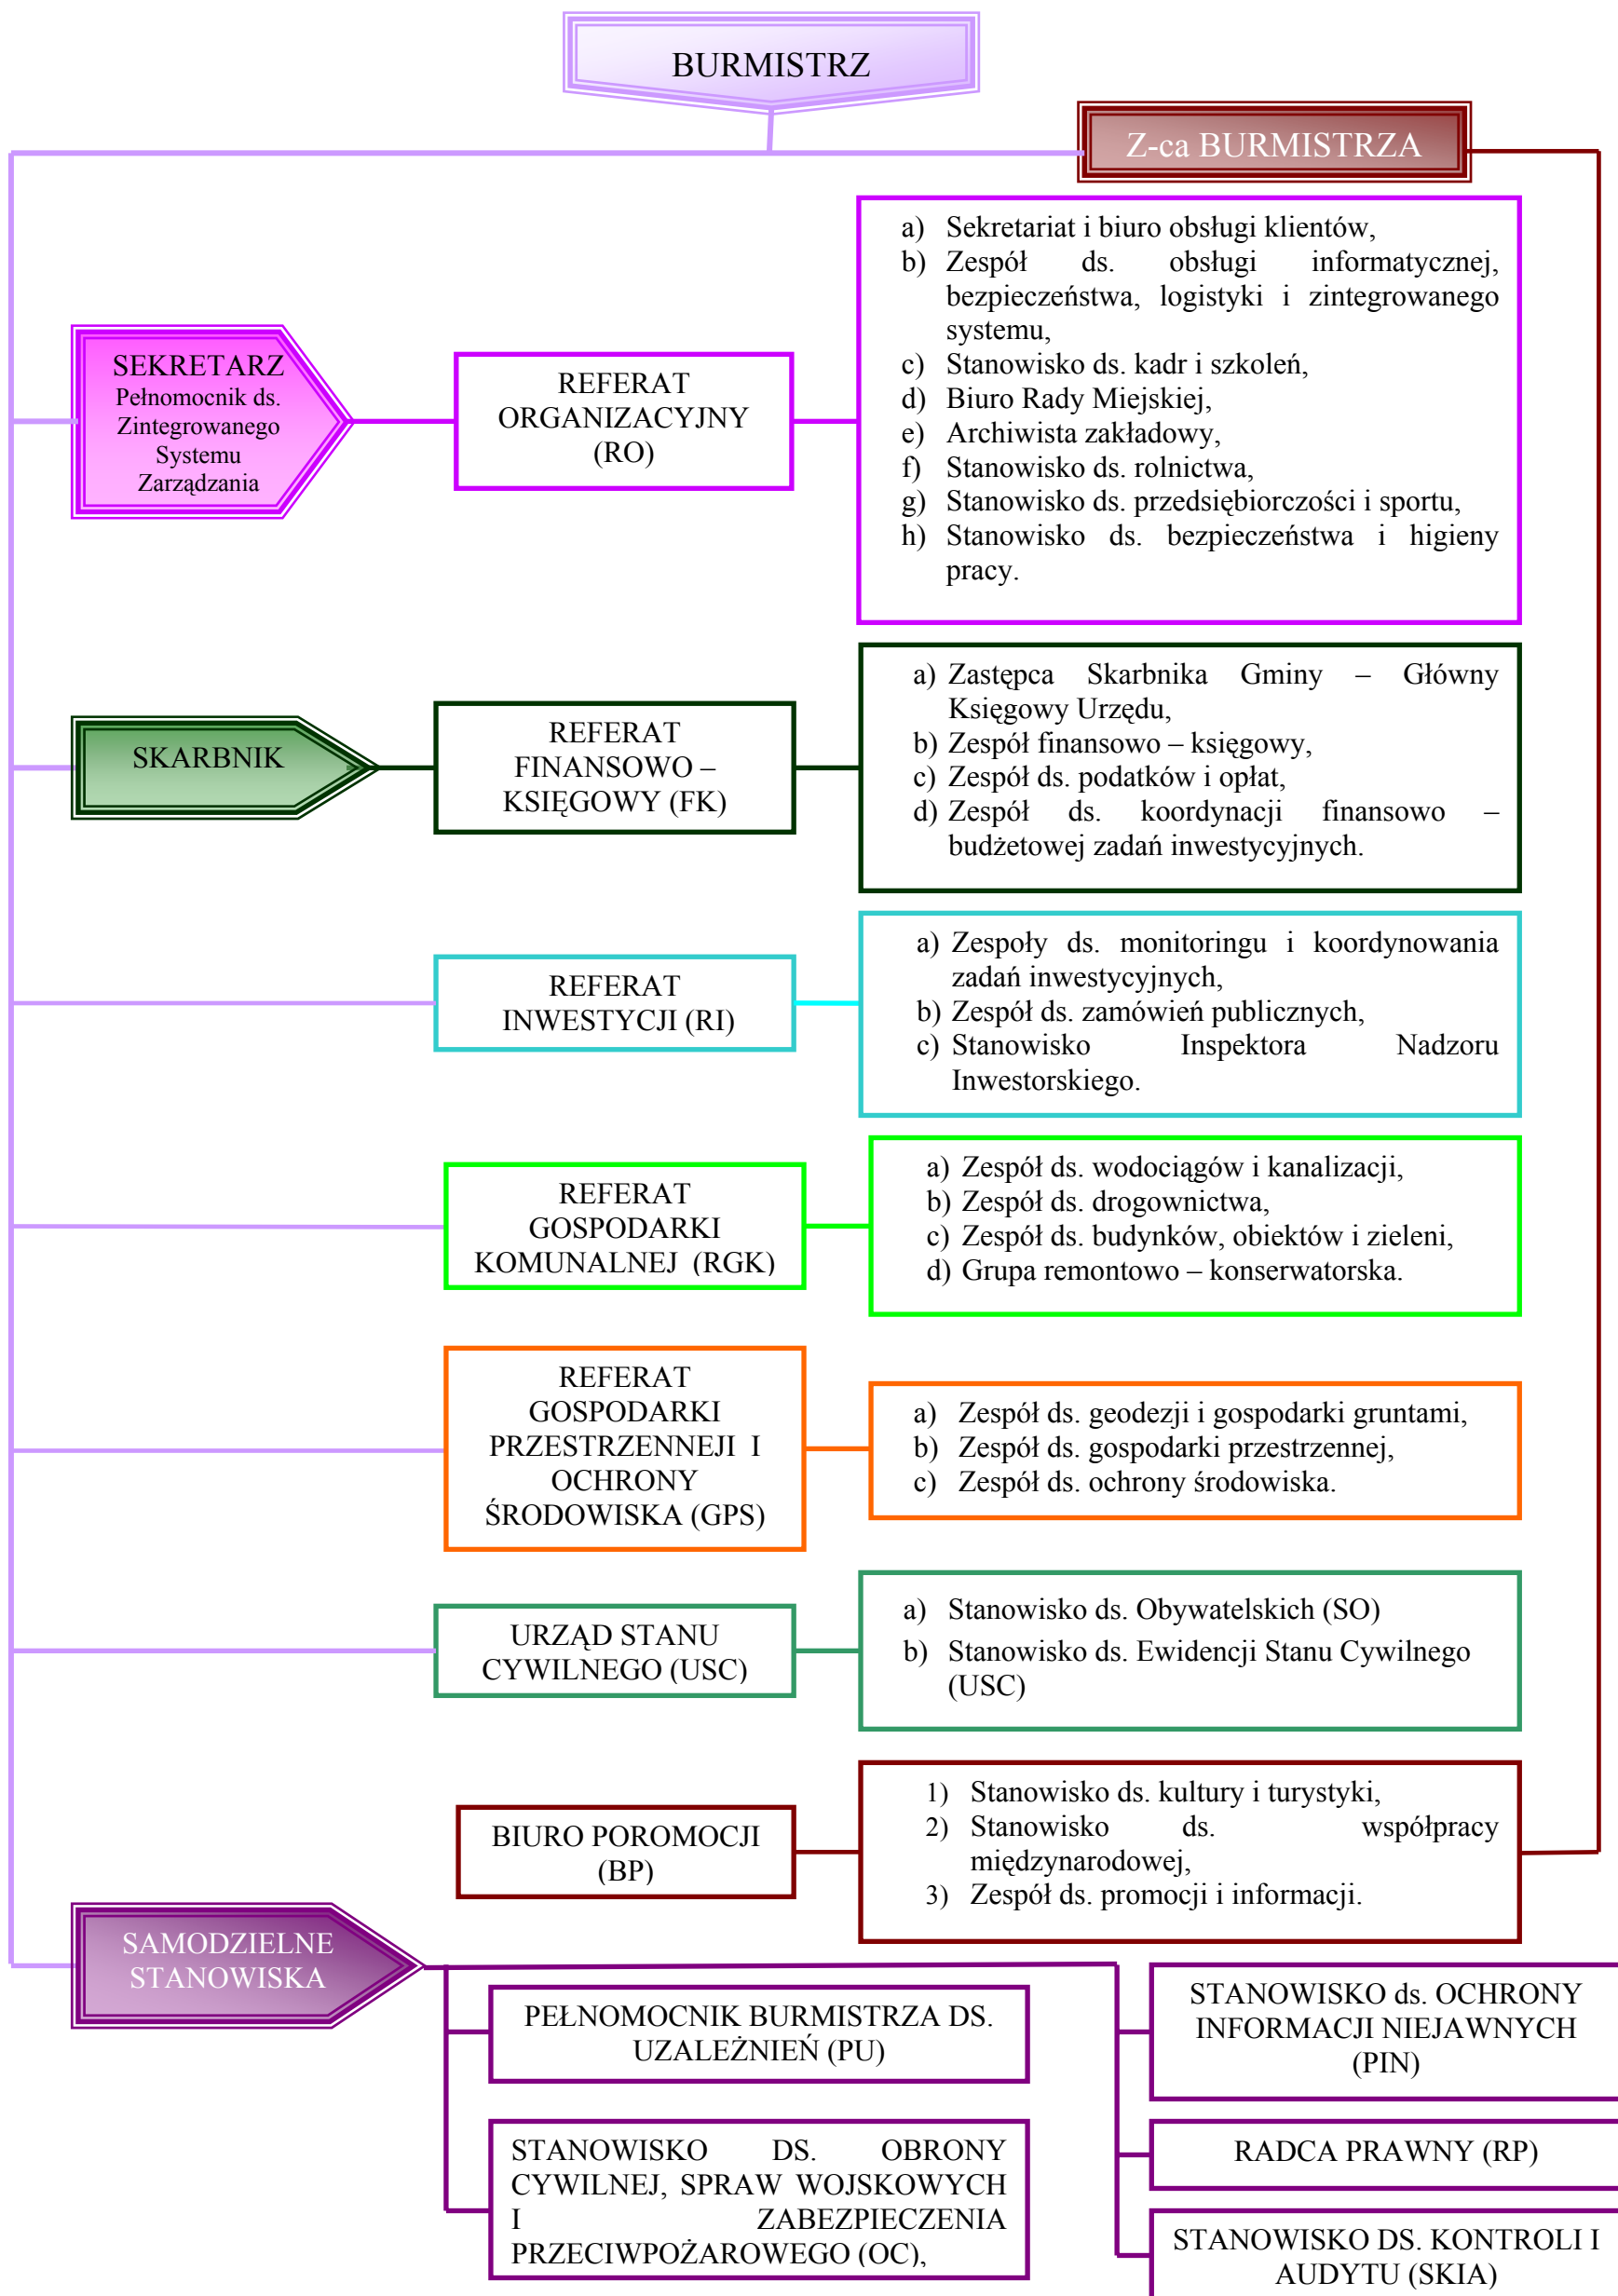 BURMISTRZ
Z-ca BURMISTRZA
SEKRETARZ
Pełnomocnik ds.
Zintegrowanego
Systemu
Zarządzania
REFERAT
ORGANIZACYJNY
(RO)
a) Sekretariat i biuro obsługi klientów,
b) Zespół ds. obsługi informatycznej,
bezpieczeństwa, logistyki i zintegrowanego
systemu,
c) Stanowisko ds. kadr i szkoleń,
d) Biuro Rady Miejskiej,
e) Archiwista zakładowy,
f) Stanowisko ds. rolnictwa,
g) Stanowisko ds. przedsiębiorczości i sportu,
h) Stanowisko ds. bezpieczeństwa i higieny
pracy.
SKARBNIK
REFERAT
FINANSOWO –
KSIĘGOWY (FK)
a) Zastępca Skarbnika Gminy – Główny
Księgowy Urzędu,
b) Zespół finansowo – księgowy,
c) Zespół ds. podatków i opłat,
d) Zespół ds. koordynacji finansowo –
budżetowej zadań inwestycyjnych.
REFERAT
INWESTYCJI (RI)
a) Zespoły ds. monitoringu i koordynowania
zadań inwestycyjnych,
b) Zespół ds. zamówień publicznych,
c) Stanowisko Inspektora Nadzoru
Inwestorskiego.
REFERAT
GOSPODARKI
KOMUNALNEJ (RGK)
a) Zespół ds. wodociągów i kanalizacji,
b) Zespół ds. drogownictwa,
c) Zespół ds. budynków, obiektów i zieleni,
d) Grupa remontowo – konserwatorska.
REFERAT
GOSPODARKI
PRZESTRZENNEJI I
OCHRONY
ŚRODOWISKA (GPS)
a) Zespół ds. geodezji i gospodarki gruntami,
b) Zespół ds. gospodarki przestrzennej,
c) Zespół ds. ochrony środowiska.
URZĄD STANU
CYWILNEGO (USC)
a) Stanowisko ds. Obywatelskich (SO)
b) Stanowisko ds. Ewidencji Stanu Cywilnego
(USC)
BIURO POROMOCJI
(BP)
1) Stanowisko ds. kultury i turystyki,
2) Stanowisko ds. współpracy
międzynarodowej,
3) Zespół ds. promocji i informacji.
SAMODZIELNE
STANOWISKA
PEŁNOMOCNIK BURMISTRZA DS.
UZALEŻNIEŃ (PU)
STANOWISKO DS. OBRONY
CYWILNEJ, SPRAW WOJSKOWYCH
I ZABEZPIECZENIA
PRZECIWPOŻAROWEGO (OC),
STANOWISKO ds. OCHRONY
INFORMACJI NIEJAWNYCH
(PIN)
RADCA PRAWNY (RP)
STANOWISKO DS. KONTROLI I
AUDYTU (SKIA)